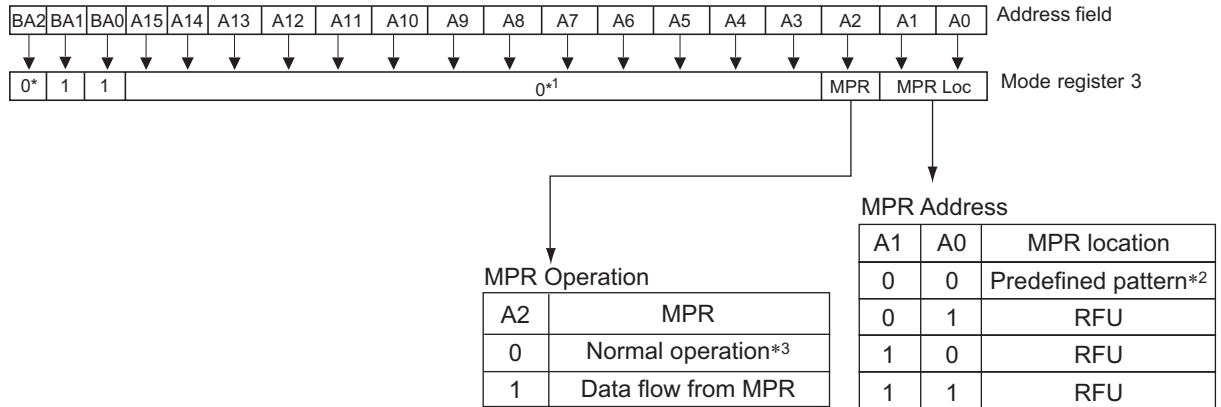 BA2 BA1 BA0 A15 A14 A13 A12 A11 A10 A9 A8 A7 A6 A5 A4 A3 A2 A1 A0 Address field
0* 1 1 0*1 MPR MPR Loc Mode register 3
MPR Address
A1 A0 MPR location
0 0 Predefined pattern*2
0 1 RFU
1 0 RFU
1 1 RFU
MPR Operation
A2 MPR
0 Normal operation*3
1 Data flow from MPR